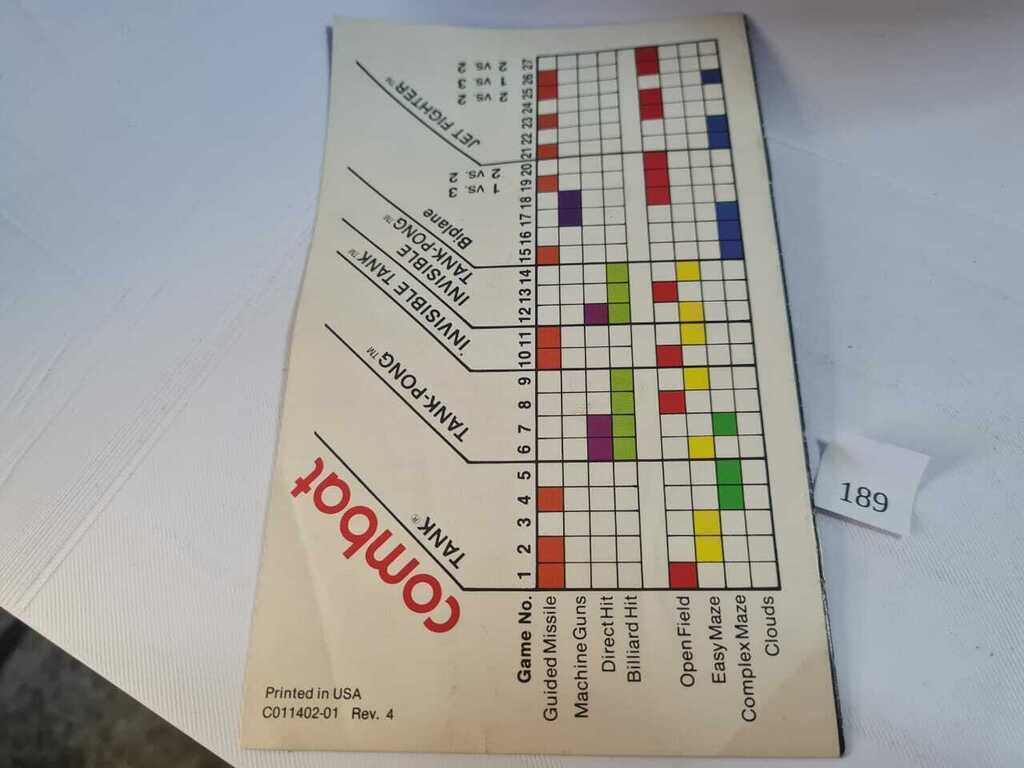 combat
TANK®
TANK-PONG™
INVISIBLE TANK™
INVISIBLE
TANK-PONG™
Biplane
1 vs. 3
2 vs. 2
JET FIGHTER™
2 vs. 2
1 vs. 3
2 vs. 2
Game No. 1 2 3 4 5 6 7 8 9 10 11 12 13 14 15 16 17 18 19 20 21 22 23 24 25 26 27
Guided Missile
Machine Guns
Direct Hit
Billiard Hit
Open Field
Easy Maze
Complex Maze
Clouds
Printed in USA
C011402-01 Rev. 4
189